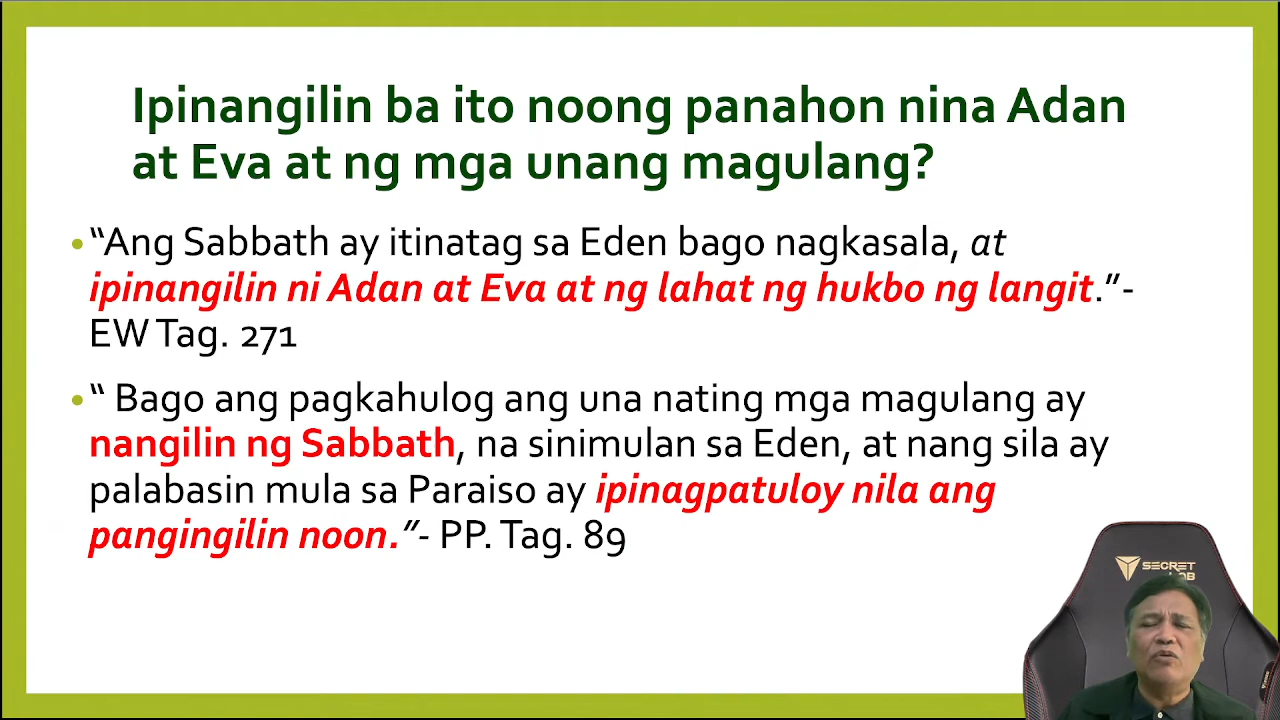 Ipinangilin ba ito noong panahon nina Adan
at Eva at ng mga unang magulang?
• “Ang Sabbath ay itinatag sa Eden bago nagkasala, at
ipinangilin ni Adan at Eva at ng lahat ng hukbo ng langit.”-
EW Tag. 271
• “ Bago ang pagkahulog ang una nating mga magulang ay
nangilin ng Sabbath, na sinimulan sa Eden, at nang sila ay
palabasin mula sa Paraiso ay ipinagpatuloy nila ang
pangingilin noon.”- PP. Tag. 89
SECRET